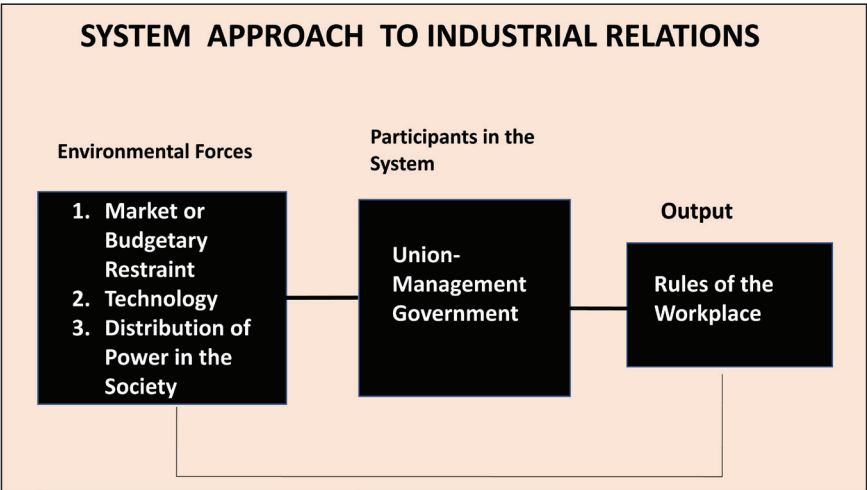 SYSTEM APPROACH TO INDUSTRIAL RELATIONS
Environmental Forces
1. Market or
Budgetary
Restraint
2. Technology
3. Distribution of
Power in the
Society
Participants in the
System
Union-
Management
Government
Output
Rules of the
Workplace